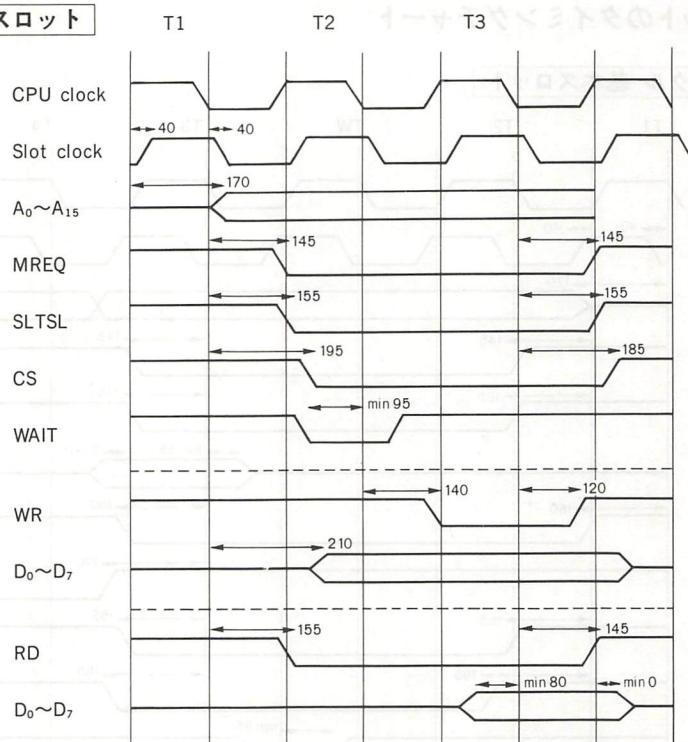 スロット
T1 T2 T3
CPU clock
40 40
Slot clock
170
A₀〜A₁₅
145 145
MREQ
155 155
SLTSL
195 185
CS
min 95
WAIT
140 120
WR
210
D₀〜D₇
155 145
RD
min 80 min 0
D₀〜D₇